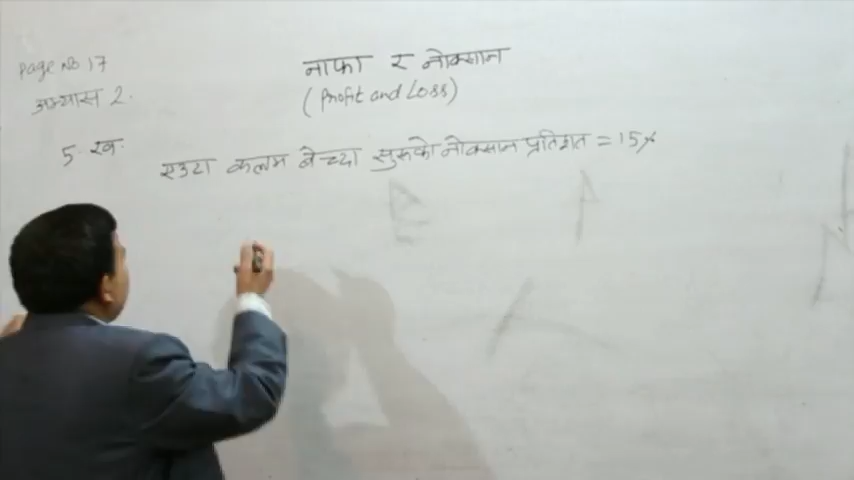 Page No 17
नाफा र नोक्सान
(Profit and Loss)
अभ्यास 2.
5. ख.
एउटा कलम बेच्दा सुरुको नोक्सान प्रतिशत = 15%